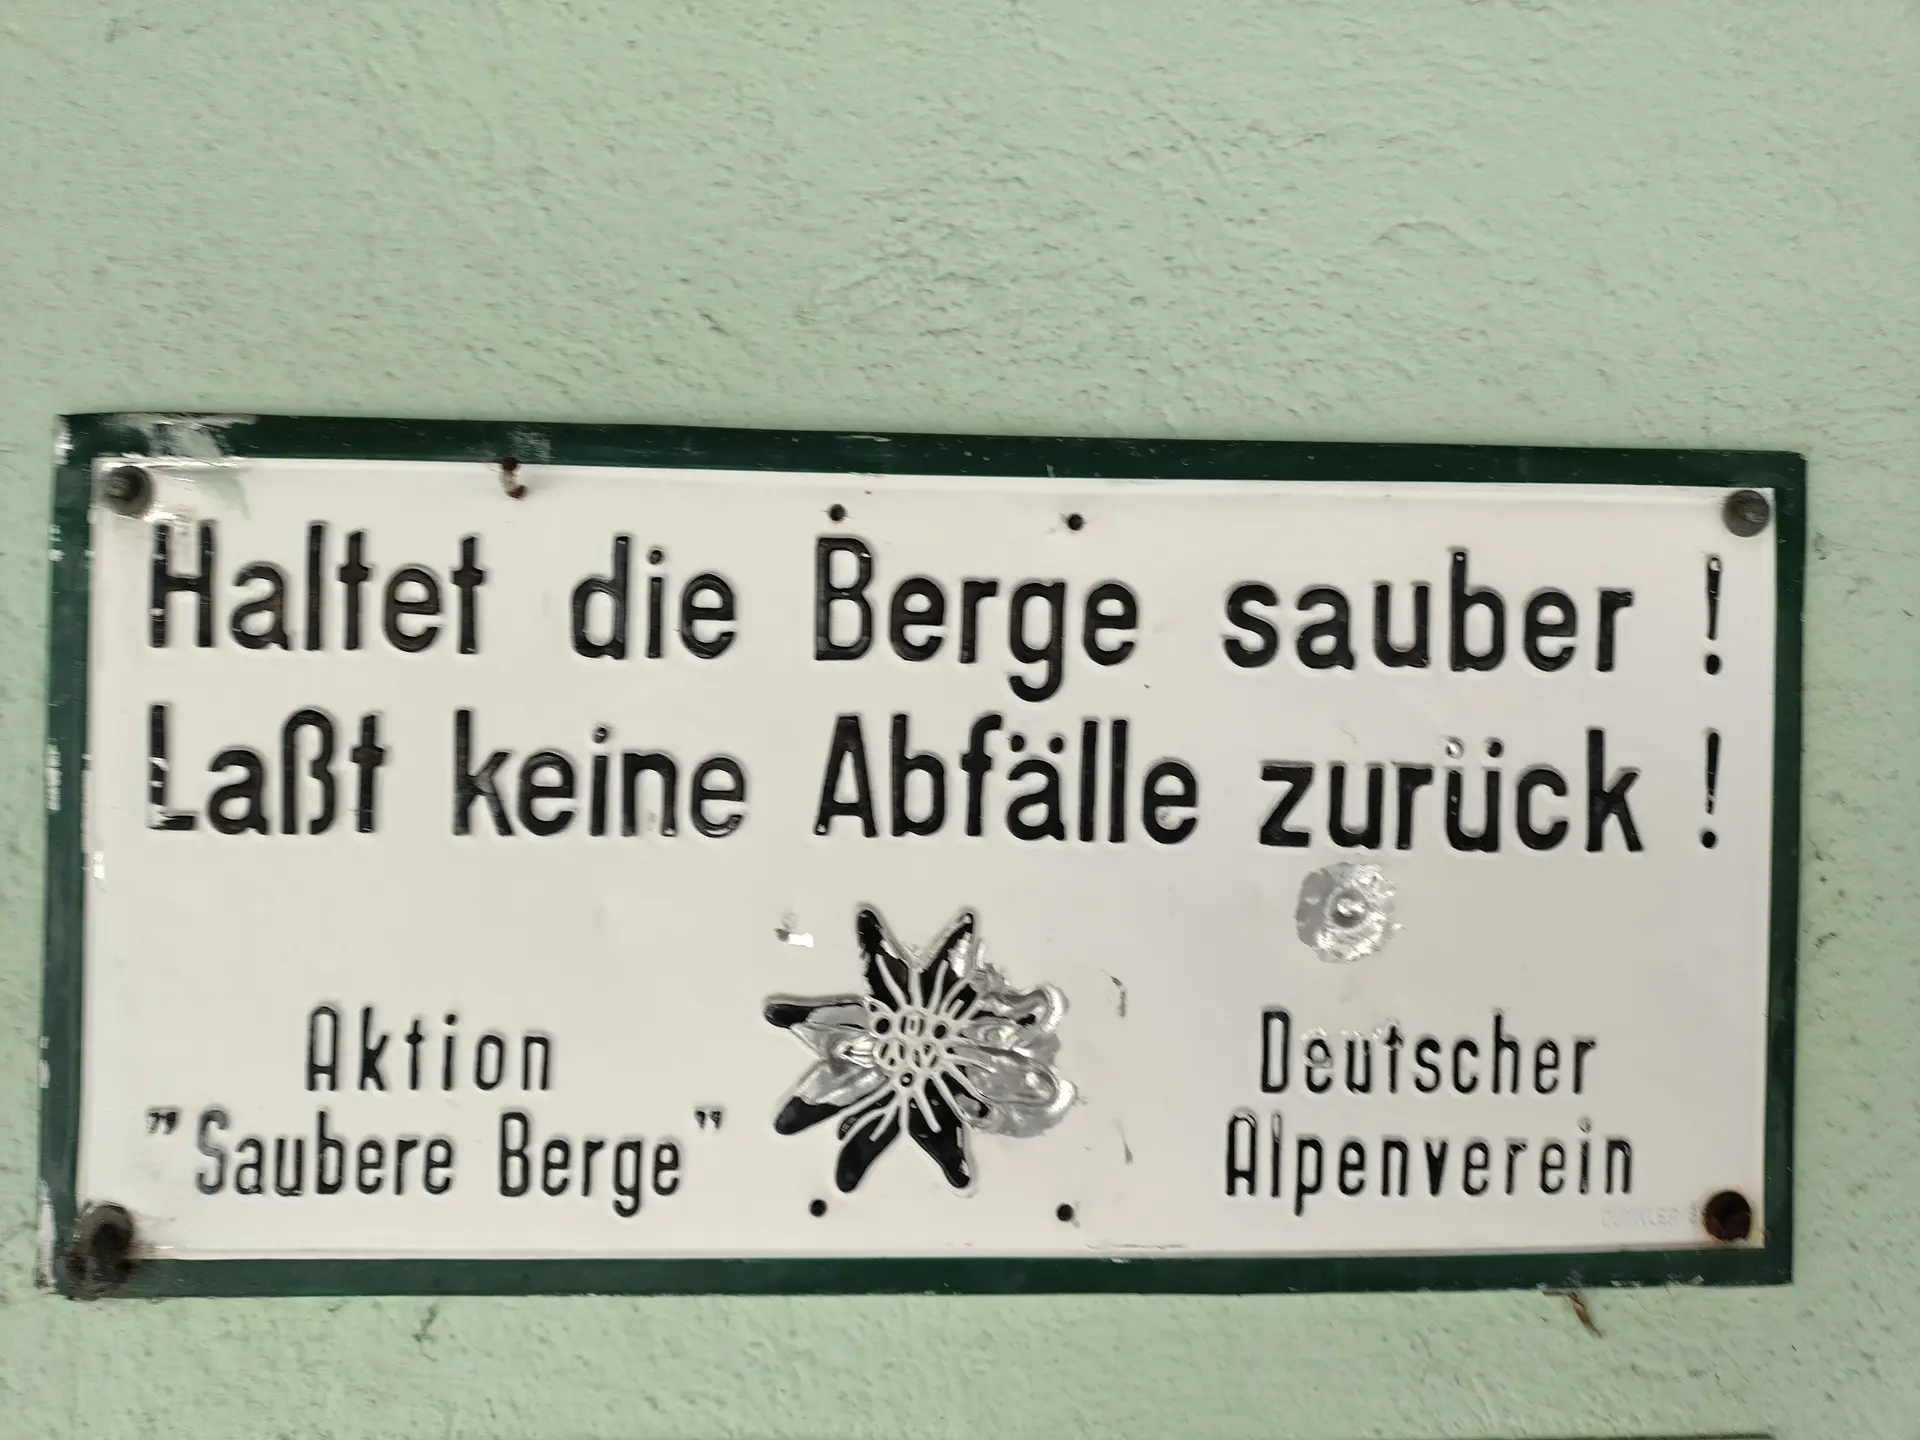 Haltet die Berge sauber !
Laßt keine Abfälle zurück !
Aktion
"Saubere Berge"
Deutscher
Alpenverein